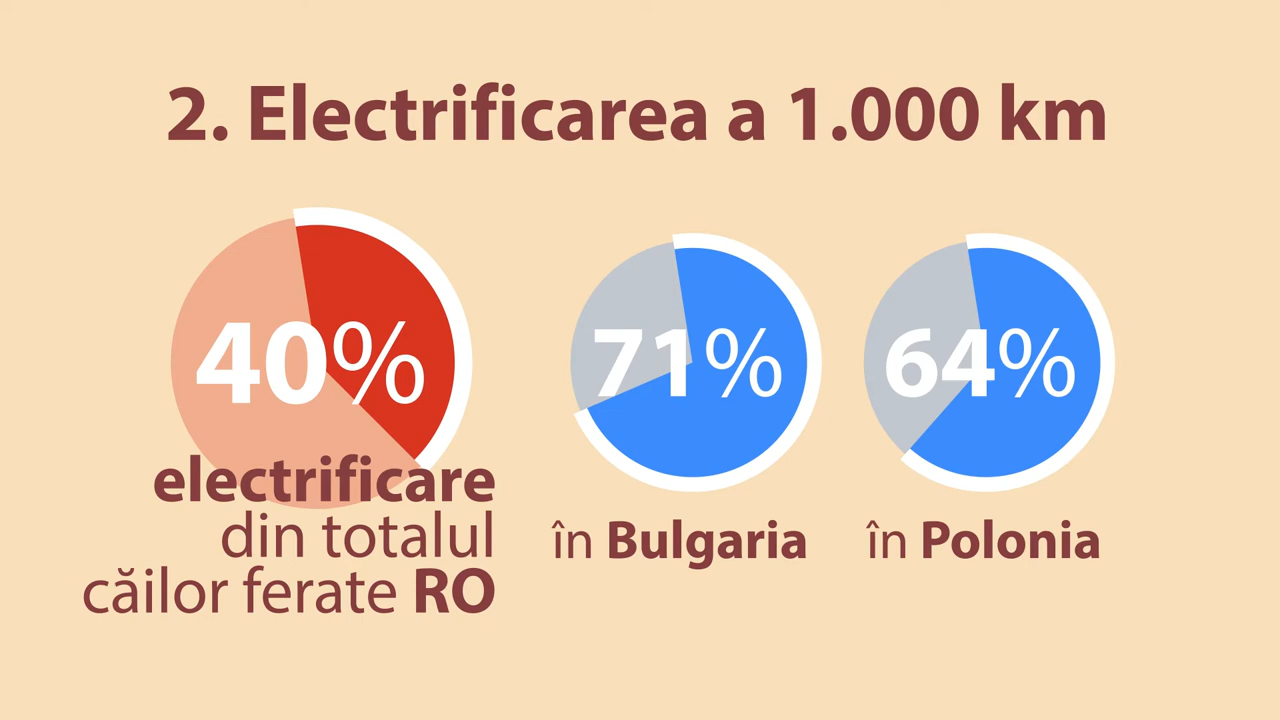 2. Electrificarea a 1.000 km
40%
electrificare
din totalul
căilor ferate RO
71%
în Bulgaria
64%
în Polonia